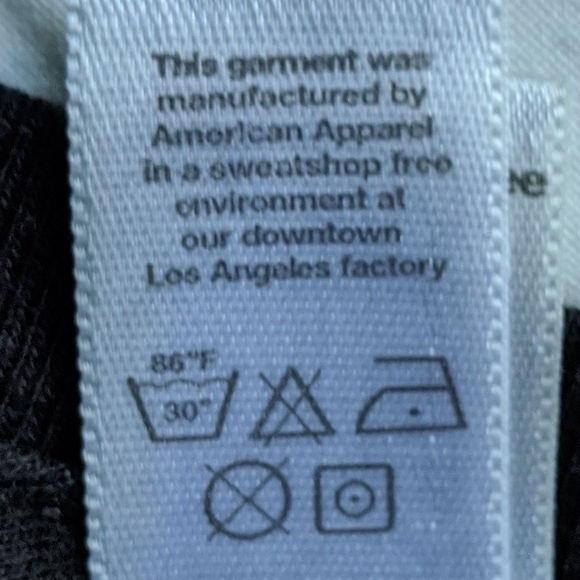 This garment was
manufactured by
American Apparel
in a sweatshop free
environment at
our downtown
Los Angeles factory
86°F
30°